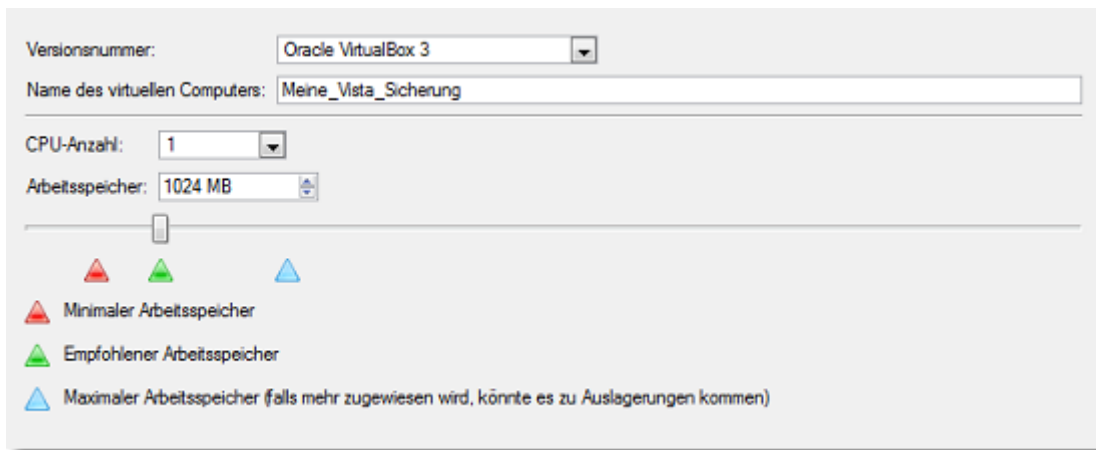 Versionsnummer: Oracle VirtualBox 3
Name des virtuellen Computers: Meine_Vista_Sicherung
CPU-Anzahl: 1
Arbeitsspeicher: 1024 MB
Minimaler Arbeitsspeicher
Empfohlener Arbeitsspeicher
Maximaler Arbeitsspeicher (falls mehr zugewiesen wird, könnte es zu Auslagerungen kommen)